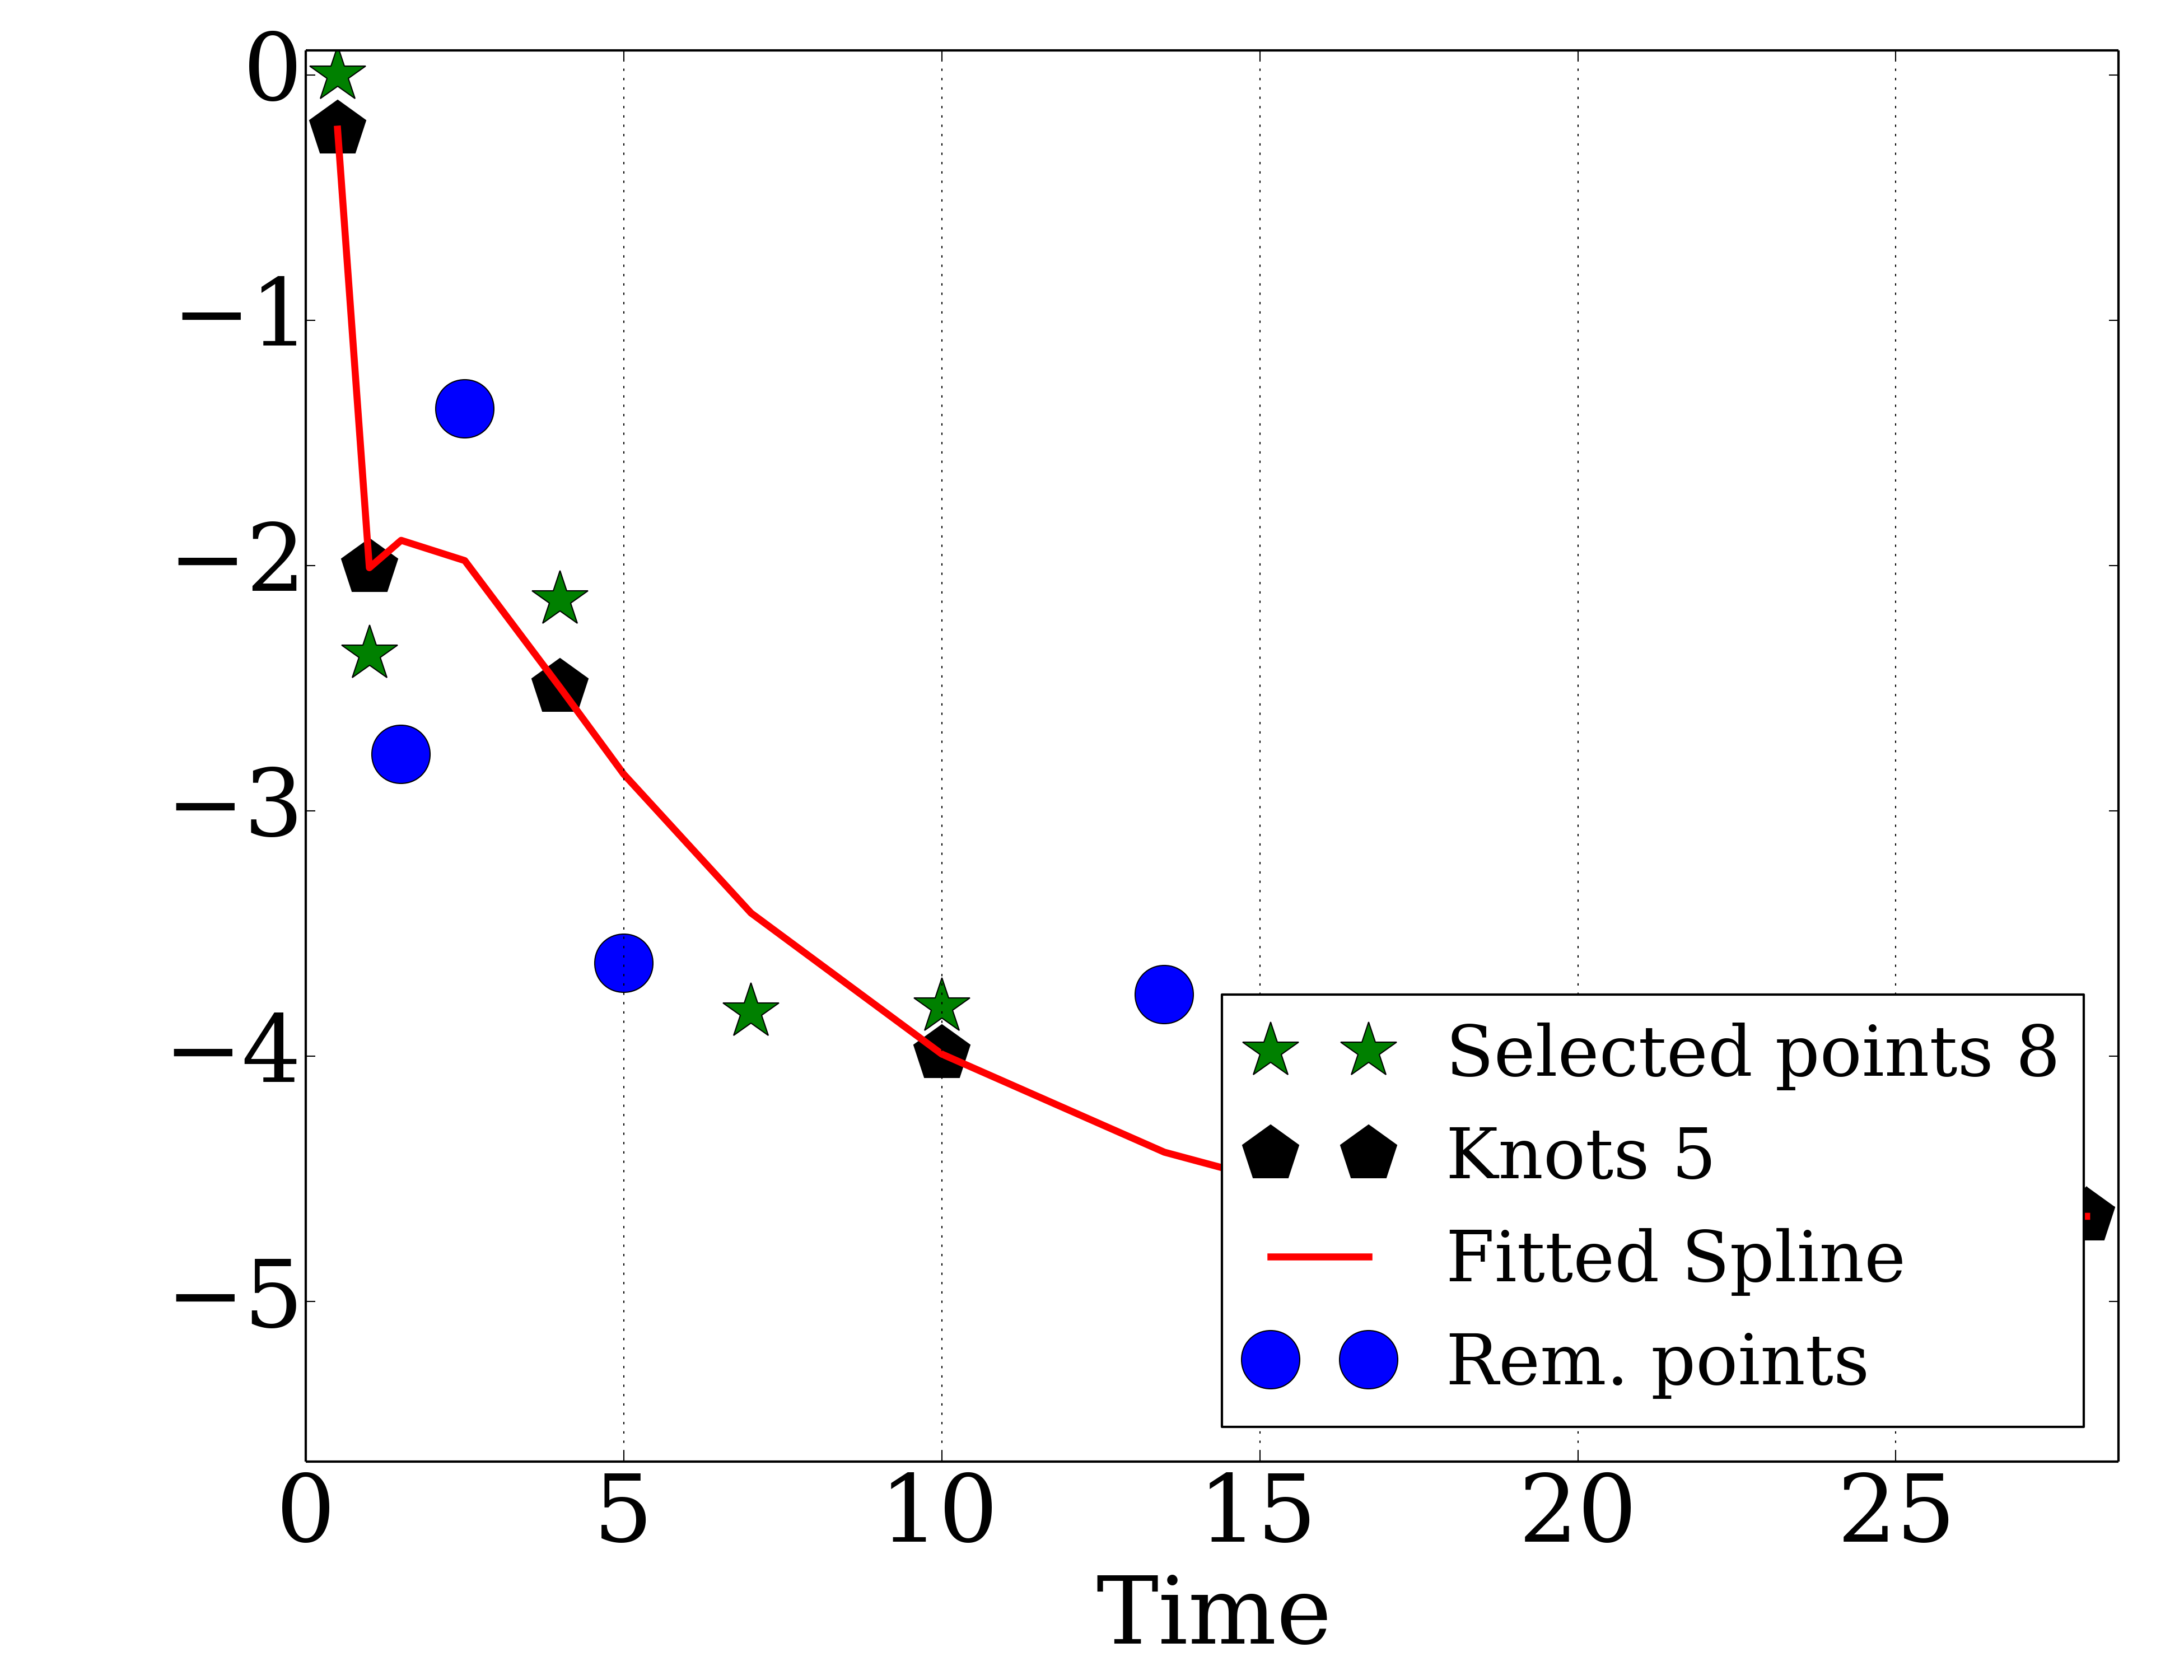 0
−1
−2
−3
−4
−5
Selected points 8
Knots 5
Fitted Spline
Rem. points
0 5 10 15 20 25
Time